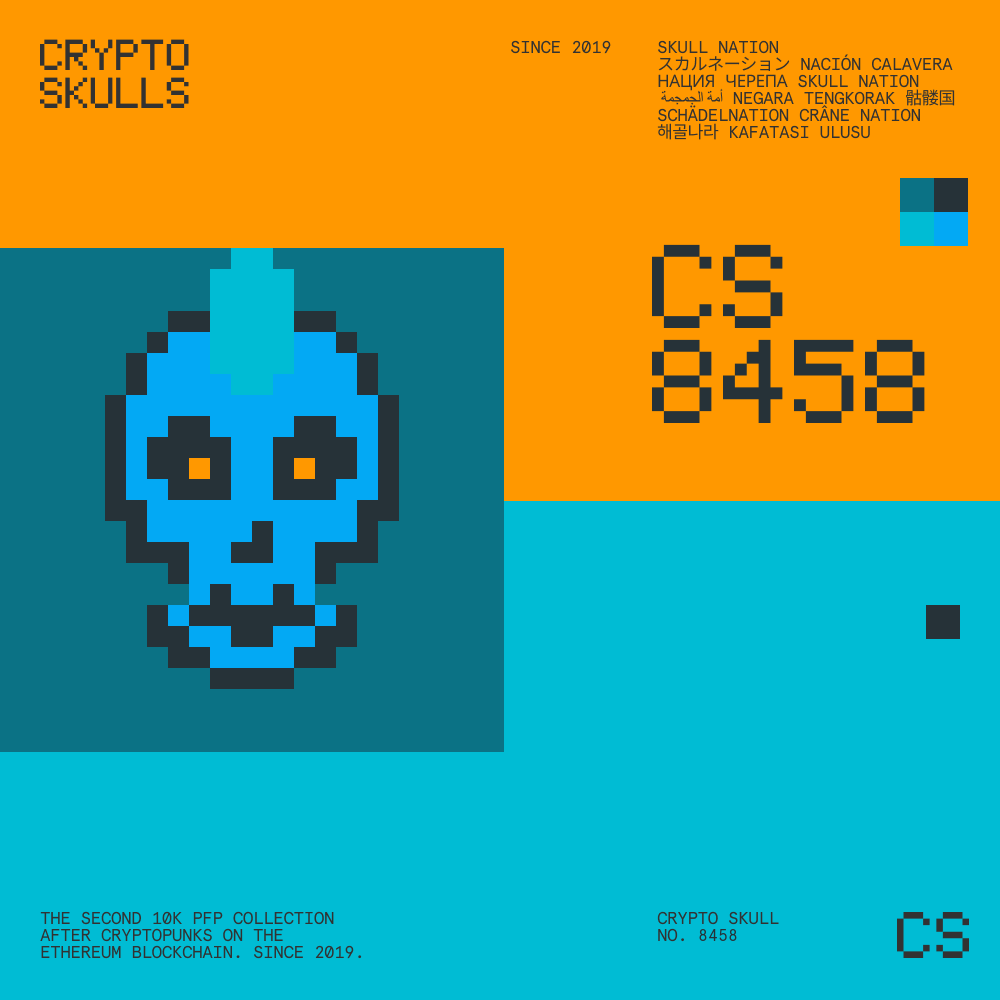 CRYPTO
SKULLS
SINCE 2019
SKULL NATION
スカルネーション NACIÓN CALAVERA
НАЦИЯ ЧЕРЕПА SKULL NATION
أمة الجمجمة NEGARA TENGKORAK 骷髅国
SCHÄDELNATION CRÂNE NATION
해골나라 KAFATASI ULUSU
CS
8458
THE SECOND 10K PFP COLLECTION
AFTER CRYPTOPUNKS ON THE
ETHEREUM BLOCKCHAIN. SINCE 2019.
CRYPTO SKULL
NO. 8458
CS